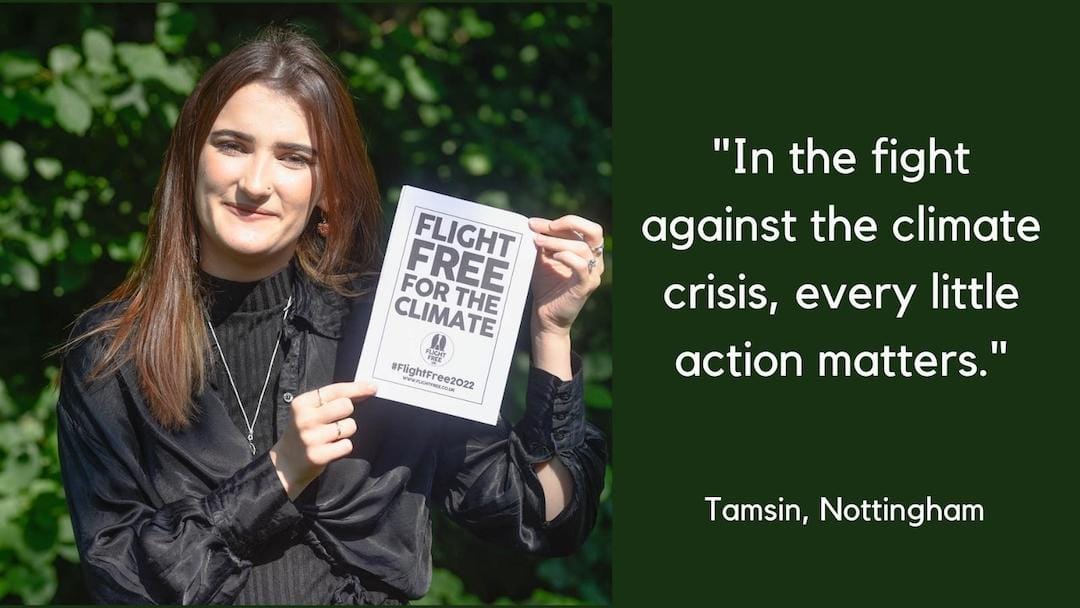 FLIGHT
FREE
FOR THE
CLIMATE
FLIGHT
FREE
UK
#FlightFree2022
WWW.FLIGHTFREE.CO.UK
"In the fight
against the climate
crisis, every little
action matters."
Tamsin, Nottingham